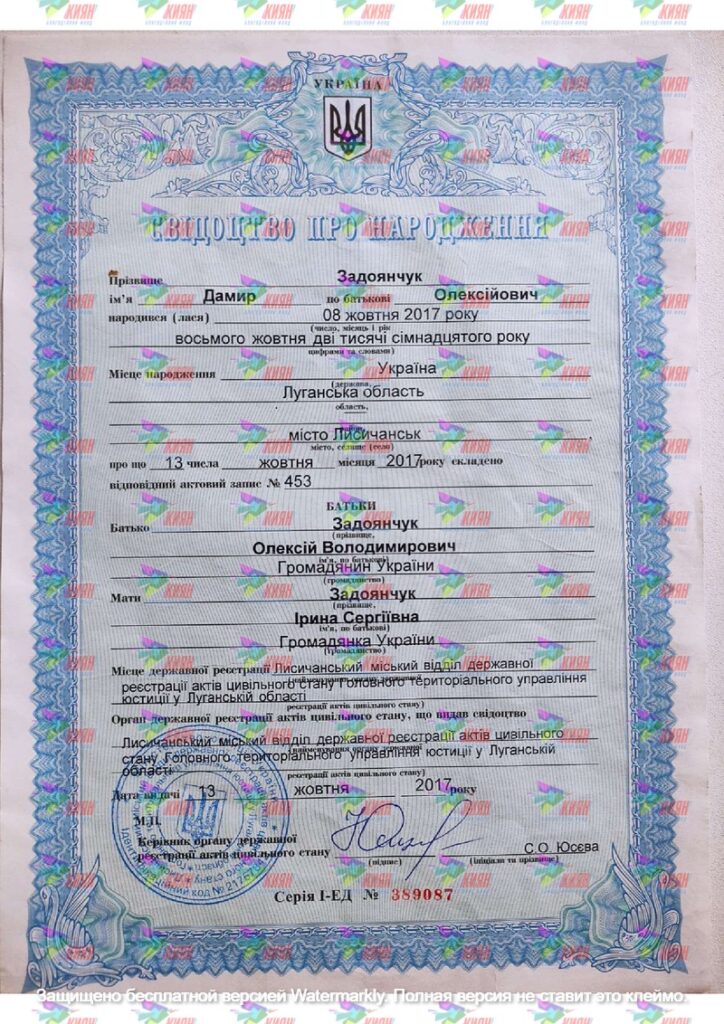 УКРАЇНА
СВІДОЦТВО ПРО НАРОДЖЕННЯ
Прізвище Задоянчук
ім'я Дамир по батькові Олексійович
народився (лася) 08 жовтня 2017 року
(число, місяць і рік
восьмого жовтня дві тисячі сімнадцятого року
цифрами та словами)
Місце народження Україна
(держава,
Луганська область
область,
місто Лисичанськ
місто, селище (село)
про що 13 числа жовтня місяця 2017 року складено
відповідний актовий запис № 453
БАТЬКИ
Батько Задоянчук
(прізвище,
Олексій Володимирович
ім'я, по батькові)
Громадянин України
(громадянство)
Мати Задоянчук
(прізвище,
Ірина Сергіївна
ім'я, по батькові)
Громадянка України
(громадянство)
Місце державної реєстрації Лисичанський міський відділ державної
реєстрації актів цивільного стану Головного територіального управління
юстиції у Луганській області
реєстрації актів цивільного стану)
Орган державної реєстрації актів цивільного стану, що видав свідоцтво
Лисичанський міський відділ державної реєстрації актів цивільного
(найменування органу державної
стану Головного територіального управління юстиції у Луганській
області
реєстрації актів цивільного стану)
Дата видачі 13 жовтня 2017 року
М.П.
Керівник органу державної
реєстрації актів цивільного стану С.О. Юсєва
(підпис) (ініціали та прізвище)
Серія І-ЕД № 389087
КИЯН
Защищено бесплатной версией Watermarkly. Полная версия не ставит это клеймо.